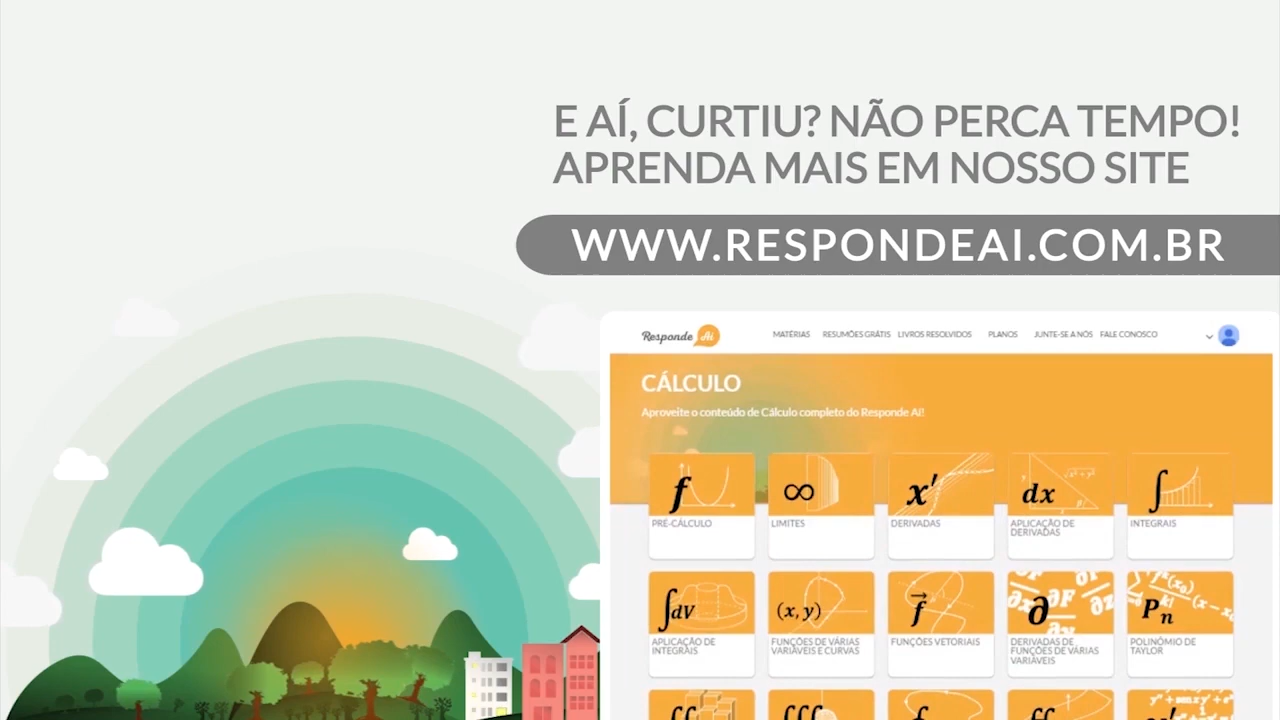 E AÍ, CURTIU? NÃO PERCA TEMPO!
APRENDA MAIS EM NOSSO SITE
WWW.RESPONDEAI.COM.BR
Responde Aí
MATÉRIAS RESUMÕES GRÁTIS LIVROS RESOLVIDOS PLANOS JUNTE-SE A NÓS FALE CONOSCO
CÁLCULO
Aproveite o conteúdo de Cálculo completo do Responde Aí!
f
∞
x'
dx
∫
PRÉ-CÁLCULO
LIMITES
DERIVADAS
APLICAÇÃO DE
DERIVADAS
INTEGRAIS
∫dV
(x, y)
f⃗
∂
Pn
APLICAÇÃO DE
INTEGRAIS
FUNÇÕES DE VÁRIAS
VARIÁVEIS E CURVAS
FUNÇÕES VETORIAIS
DERIVADAS DE
FUNÇÕES DE VÁRIAS
VARIÁVEIS
POLINÔMIO DE
TAYLOR